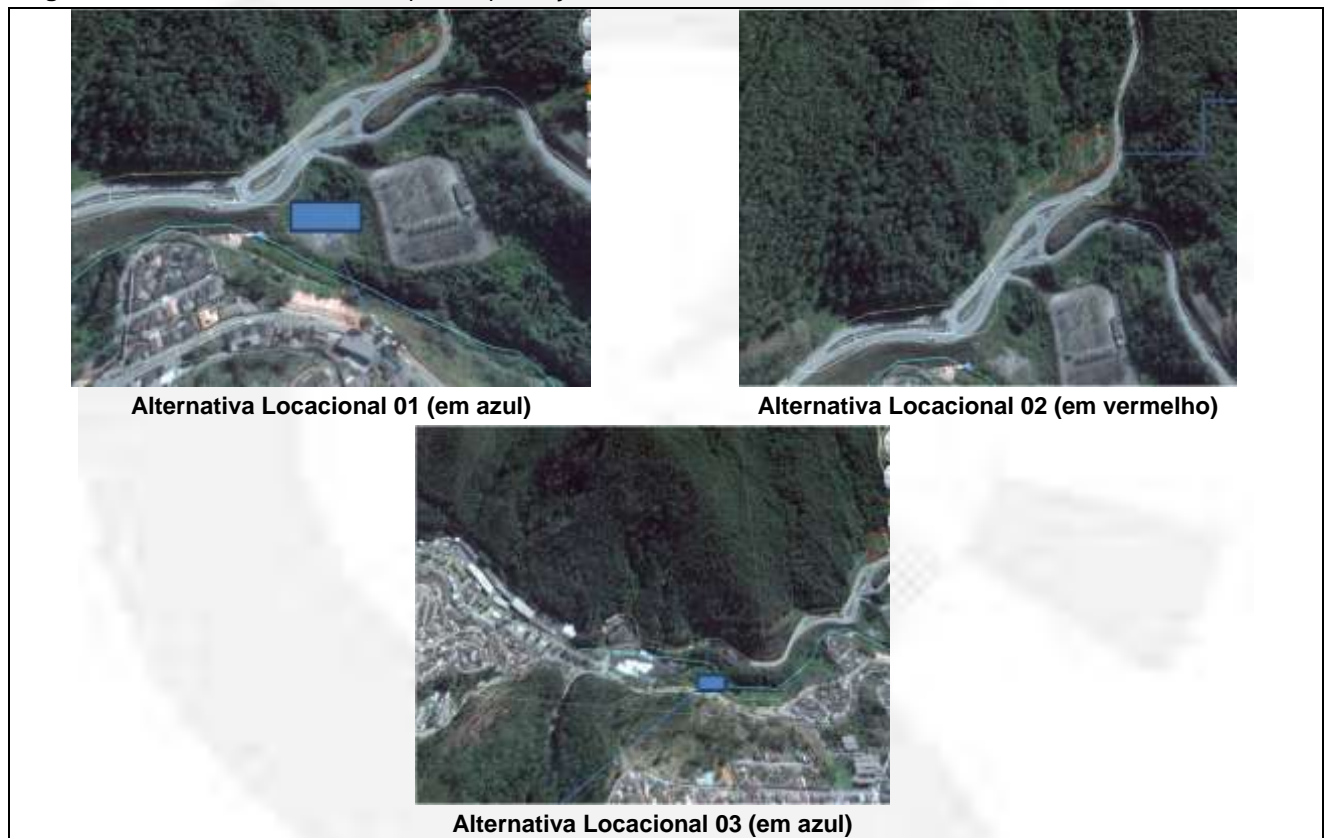 Alternativa Locacional 01 (em azul)
Alternativa Locacional 02 (em vermelho)
Alternativa Locacional 03 (em azul)